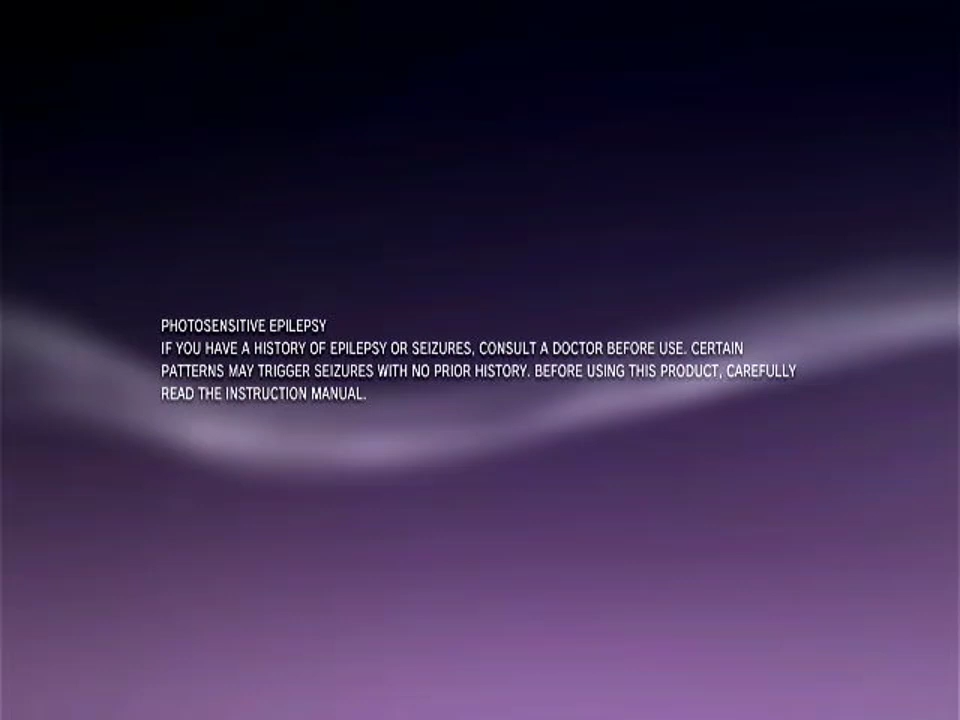 PHOTOSENSITIVE EPILEPSY
IF YOU HAVE A HISTORY OF EPILEPSY OR SEIZURES, CONSULT A DOCTOR BEFORE USE. CERTAIN
PATTERNS MAY TRIGGER SEIZURES WITH NO PRIOR HISTORY. BEFORE USING THIS PRODUCT, CAREFULLY
READ THE INSTRUCTION MANUAL.